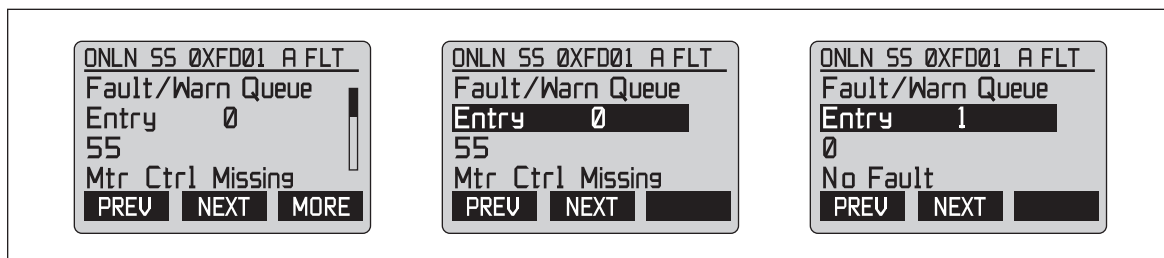 ONLN SS 0XFD01 A FLT
Fault/Warn Queue
Entry 0
55
Mtr Ctrl Missing
PREV NEXT MORE
ONLN SS 0XFD01 A FLT
Fault/Warn Queue
Entry 0
55
Mtr Ctrl Missing
PREV NEXT
ONLN SS 0XFD01 A FLT
Fault/Warn Queue
Entry 1
0
No Fault
PREV NEXT